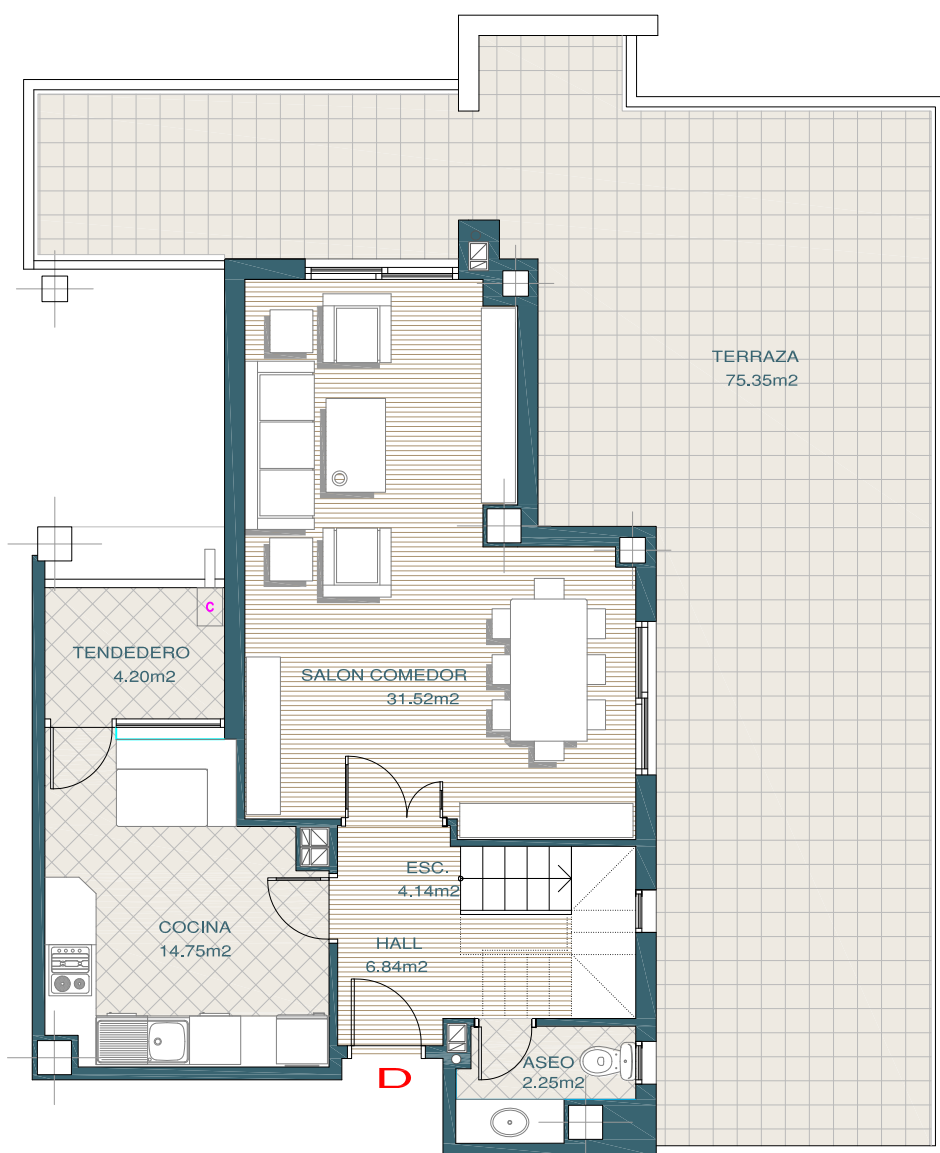 TERRAZA
75.35m2
C
TENDEDERO
4.20m2
SALON COMEDOR
31.52m2
ESC.
4.14m2
COCINA
14.75m2
HALL
6.84m2
ASEO
2.25m2
D